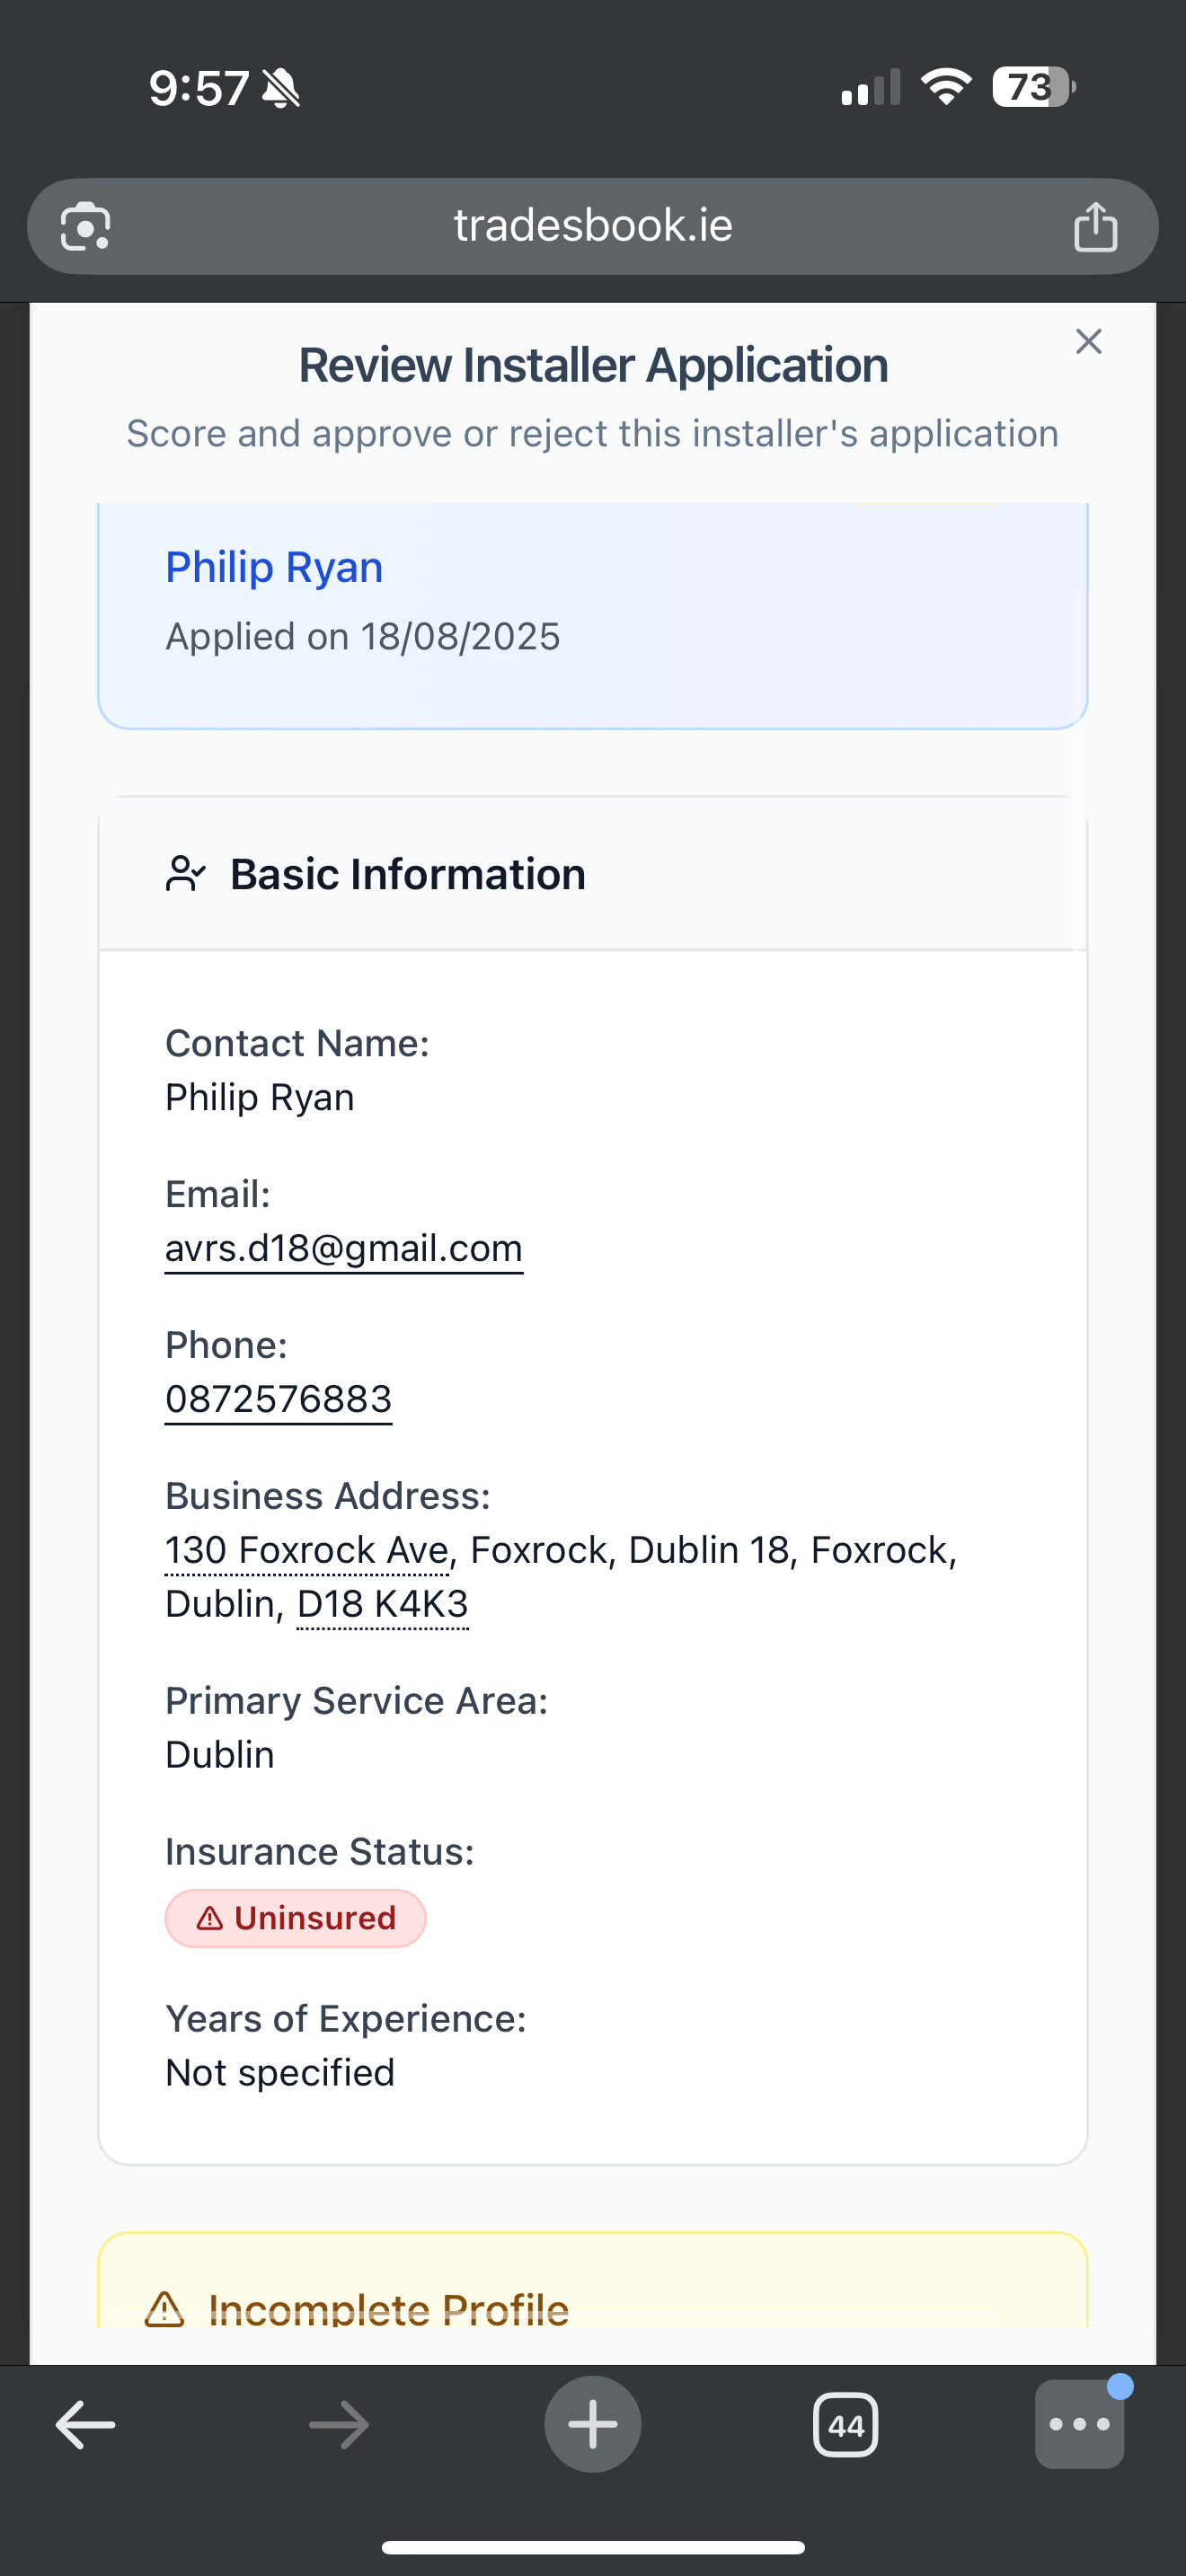 9:57
73
tradesbook.ie
Review Installer Application
Score and approve or reject this installer's application
Philip Ryan
Applied on 18/08/2025
Basic Information
Contact Name:
Philip Ryan
Email:
avrs.d18@gmail.com
Phone:
0872576883
Business Address:
130 Foxrock Ave, Foxrock, Dublin 18, Foxrock,
Dublin, D18 K4K3
Primary Service Area:
Dublin
Insurance Status:
Uninsured
Years of Experience:
Not specified
Incomplete Profile
44